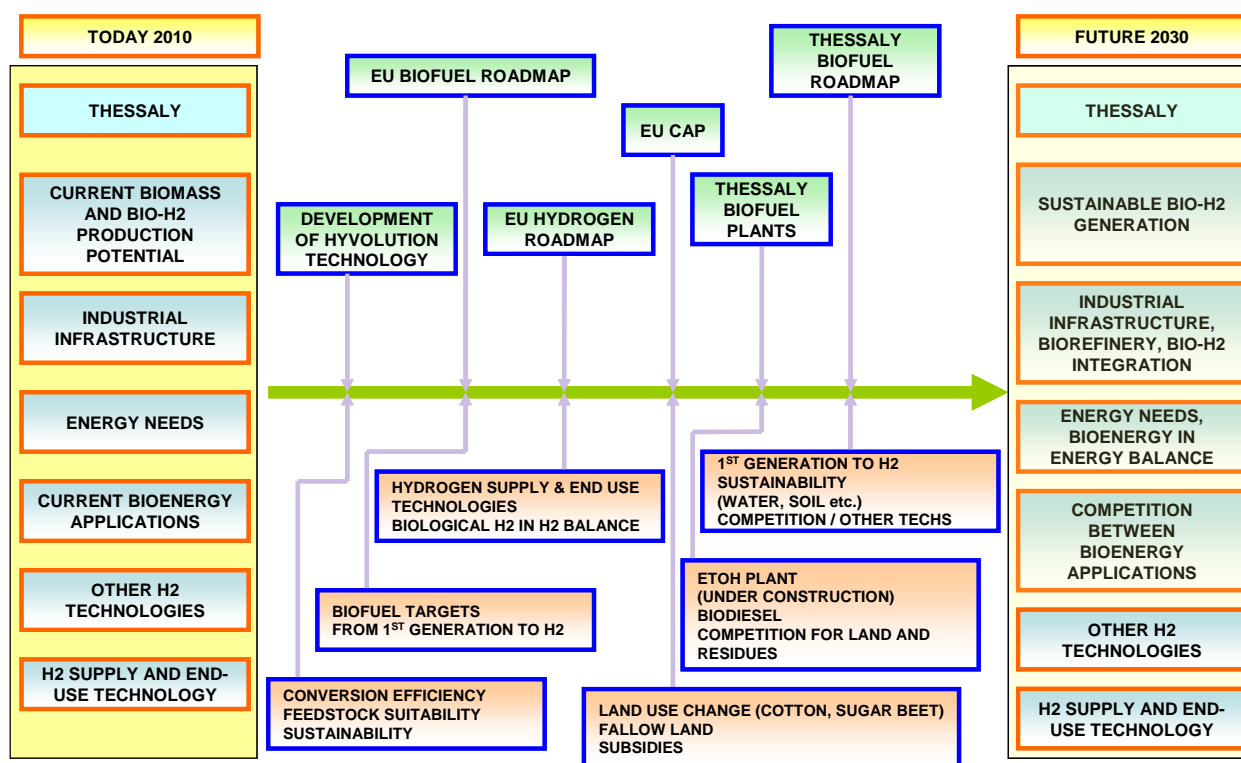 TODAY 2010
THESSALY
CURRENT BIOMASS
AND BIO-H2
PRODUCTION
POTENTIAL
INDUSTRIAL
INFRASTRUCTURE
ENERGY NEEDS
CURRENT BIOENERGY
APPLICATIONS
OTHER H2
TECHNOLOGIES
H2 SUPPLY AND END-
USE TECHNOLOGY
EU BIOFUEL ROADMAP
THESSALY
BIOFUEL
ROADMAP
EU CAP
DEVELOPMENT
OF HYVOLUTION
TECHNOLOGY
EU HYDROGEN
ROADMAP
THESSALY
BIOFUEL
PLANTS
HYDROGEN SUPPLY & END USE
TECHNOLOGIES
BIOLOGICAL H2 IN H2 BALANCE
1ST GENERATION TO H2
SUSTAINABILITY
(WATER, SOIL etc.)
COMPETITION / OTHER TECHS
BIOFUEL TARGETS
FROM 1ST GENERATION TO H2
ETOH PLANT
(UNDER CONSTRUCTION)
BIODIESEL
COMPETITION FOR LAND AND
RESIDUES
CONVERSION EFFICIENCY
FEEDSTOCK SUITABILITY
SUSTAINABILITY
LAND USE CHANGE (COTTON, SUGAR BEET)
FALLOW LAND
SUBSIDIES
FUTURE 2030
THESSALY
SUSTAINABLE BIO-H2
GENERATION
INDUSTRIAL
INFRASTRUCTURE,
BIOREFINERY, BIO-H2
INTEGRATION
ENERGY NEEDS,
BIOENERGY IN
ENERGY BALANCE
COMPETITION
BETWEEN
BIOENERGY
APPLICATIONS
OTHER H2
TECHNOLOGIES
H2 SUPPLY AND END-
USE TECHNOLOGY